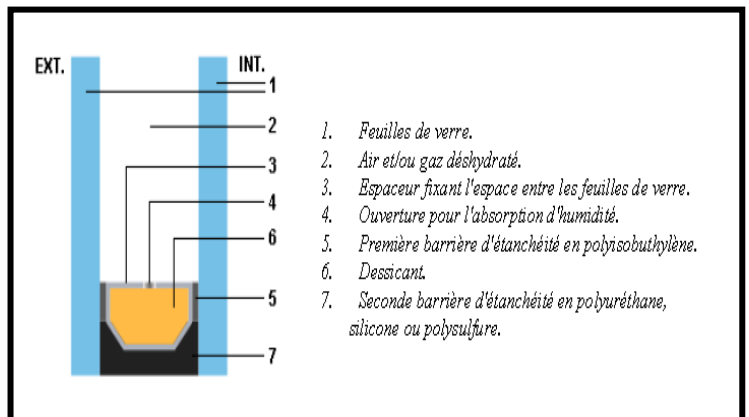 EXT.
INT.
1
2
3
4
6
5
7
1. Feuilles de verre.
2. Air et/ou gaz déshydraté.
3. Espaceur fixant l'espace entre les feuilles de verre.
4. Ouverture pour l'absorption d'humidité.
5. Première barrière d'étanchéité en polyisobuthylène.
6. Dessicant.
7. Seconde barrière d'étanchéité en polyuréthane,
silicone ou polysulfure.